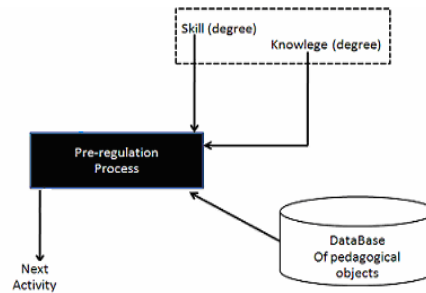 Skill (degree)
Knowlege (degree)
Pre-regulation
Process
DataBase
Of pedagogical
objects
Next
Activity